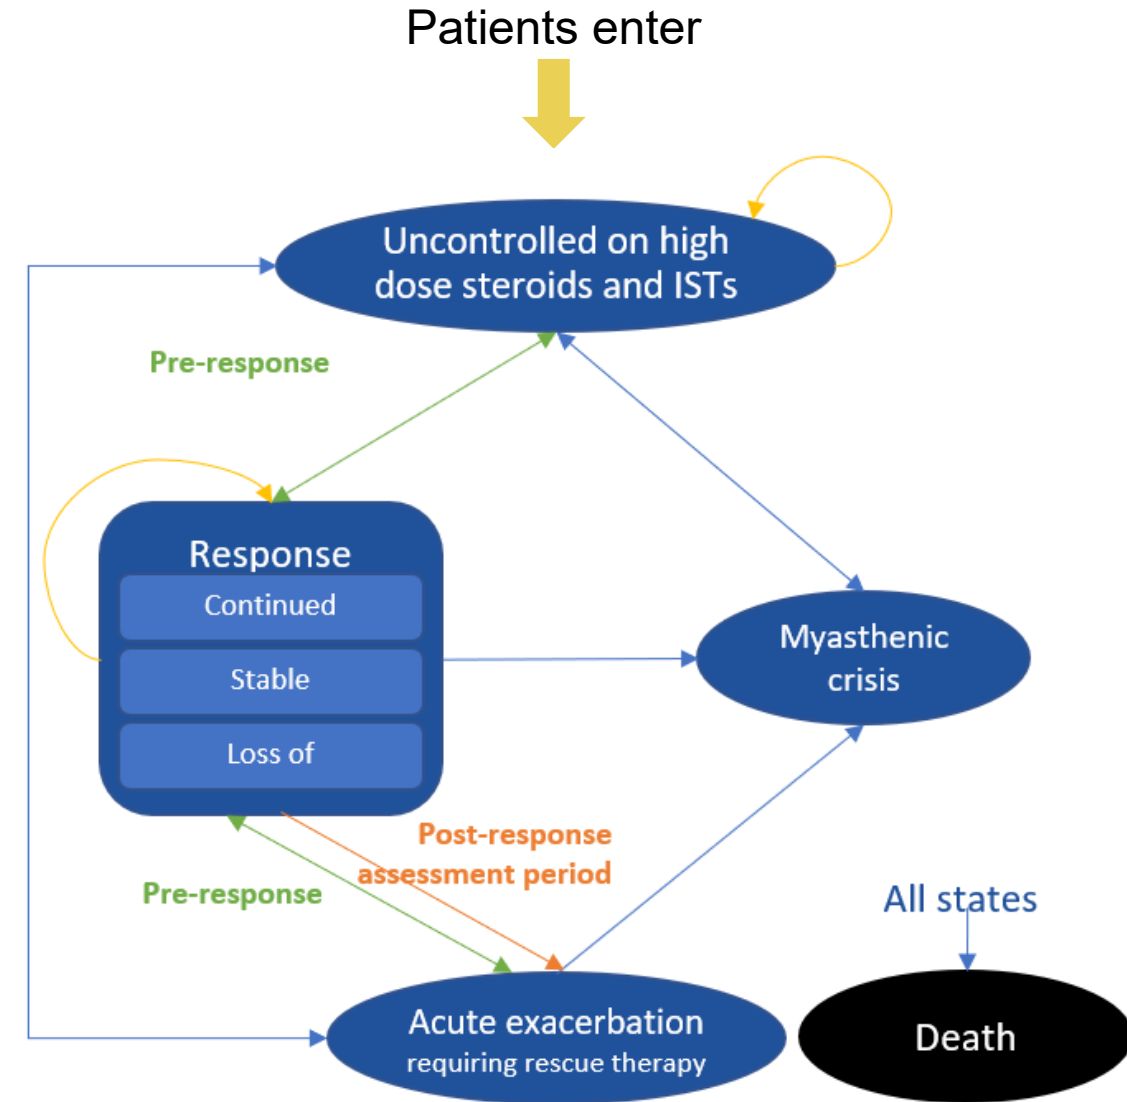 Patients enter
Uncontrolled on high
dose steroids and ISTs
Pre-response
Response
Continued
Stable
Loss of
Myasthenic
crisis
Post-response
assessment period
Pre-response
All states
Acute exacerbation
requiring rescue therapy
Death